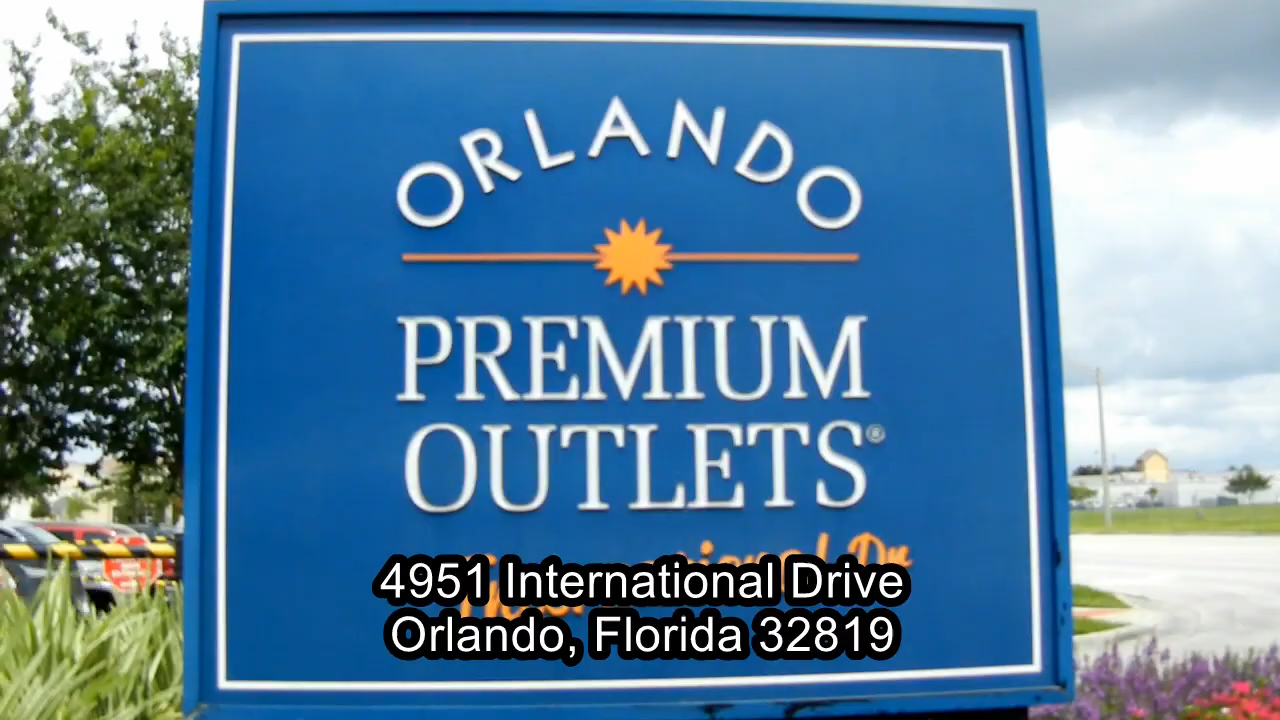 ORLANDO
PREMIUM
OUTLETS®
4951 International Drive
Orlando, Florida 32819